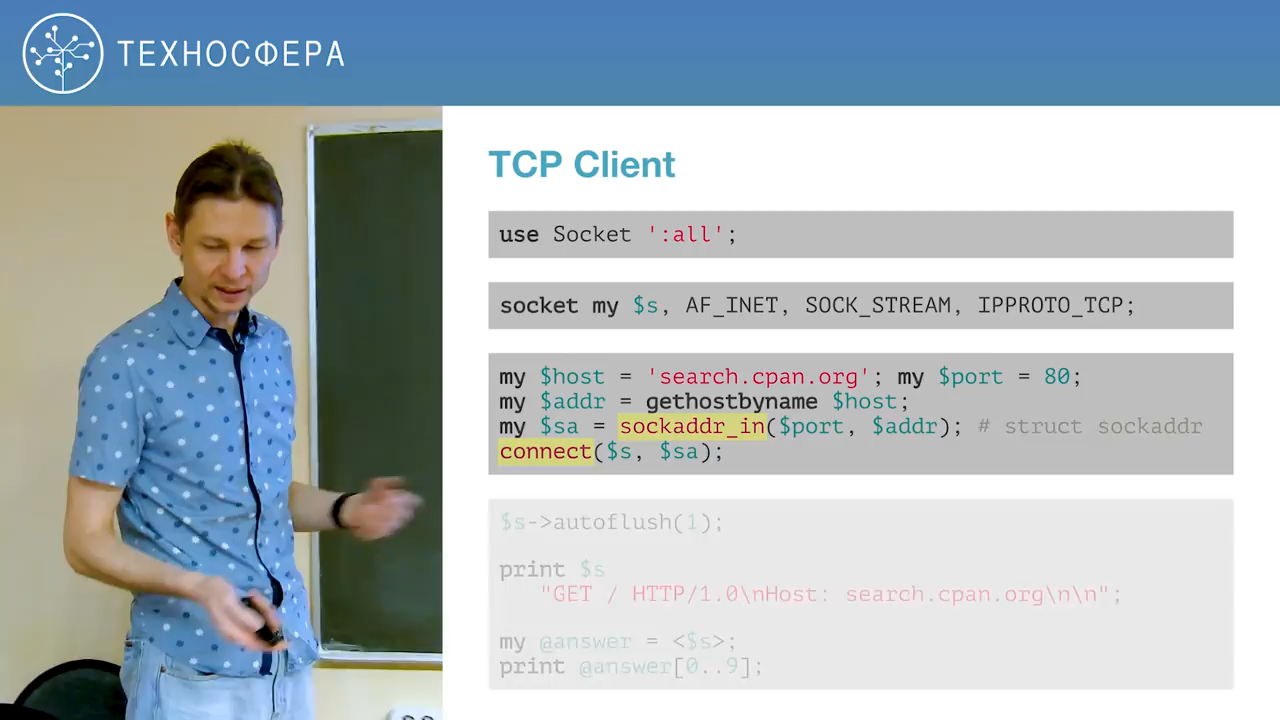 ТЕХНОСФЕРА
TCP Client
use Socket ':all';
socket my $s, AF_INET, SOCK_STREAM, IPPROTO_TCP;
my $host = 'search.cpan.org'; my $port = 80;
my $addr = gethostbyname $host;
my $sa = sockaddr_in($port, $addr); # struct sockaddr
connect($s, $sa);
$s->autoflush(1);
print $s
"GET / HTTP/1.0\nHost: search.cpan.org\n\n";
my @answer = <$s>;
print @answer[0..9];